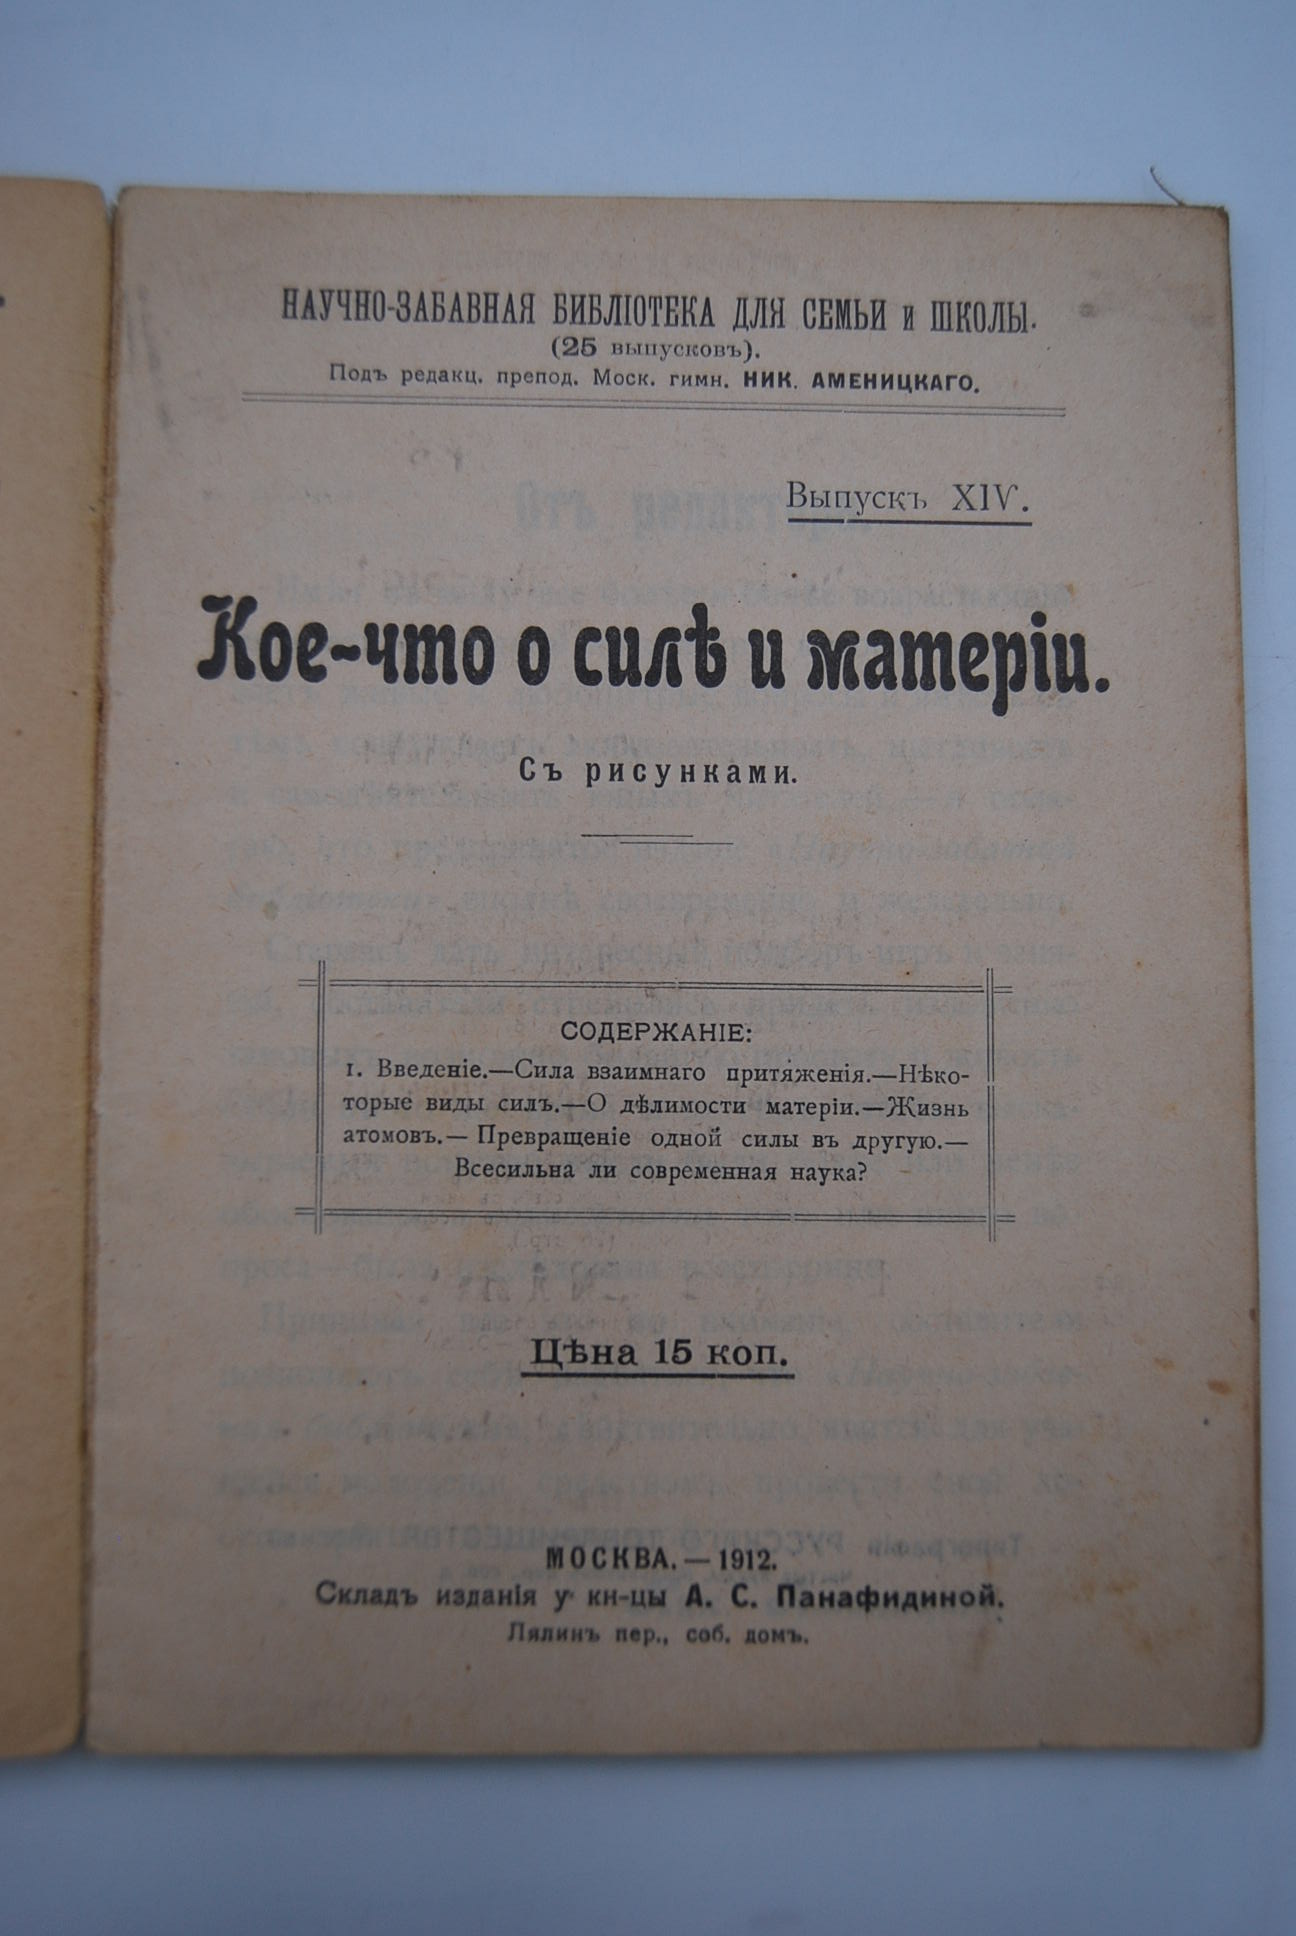 НАУЧНО-ЗАБАВНАЯ БИБЛІОТЕКА ДЛЯ СЕМЬИ и ШКОЛЫ.
(25 выпусковъ).
Подъ редакц. препод. Моск. гимн. НИК. АМЕНИЦКАГО.
Выпускъ XIV.
Кое-что о силѣ и матеріи.
Съ рисунками.
СОДЕРЖАНІЕ:
1. Введеніе.—Сила взаимнаго притяженія.—Нѣко-
торые виды силъ.—О дѣлимости матеріи.—Жизнь
атомовъ.— Превращеніе одной силы въ другую.—
Всесильна ли современная наука?
Цѣна 15 коп.
МОСКВА.—1912.
Складъ изданія у кн-цы А. С. Панафидиной.
Лялинъ пер., соб. домъ.